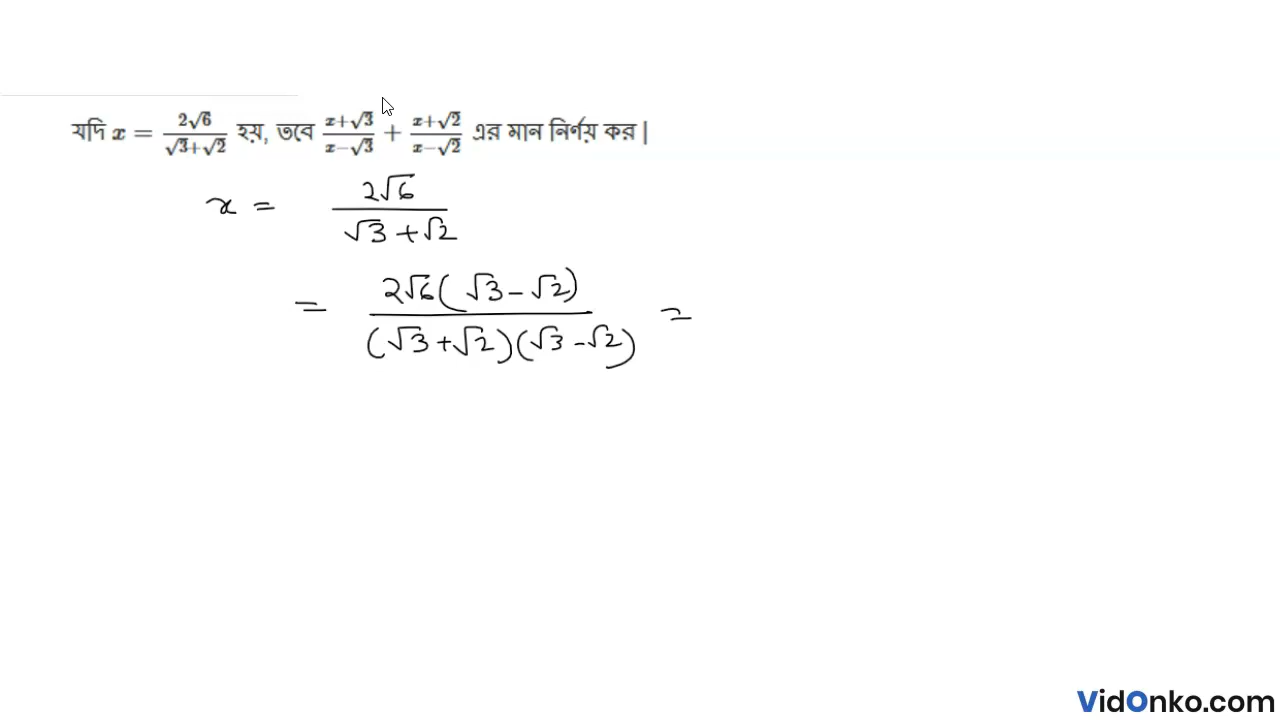 যদি x = 2√6/(√3+√2) হয়, তবে (x+√3)/(x−√3) + (x+√2)/(x−√2) এর মান নির্ণয় কর |
x = 2√6/(√3+√2)
= 2√6(√3−√2)/((√3+√2)(√3−√2)) =
VidOnko.com